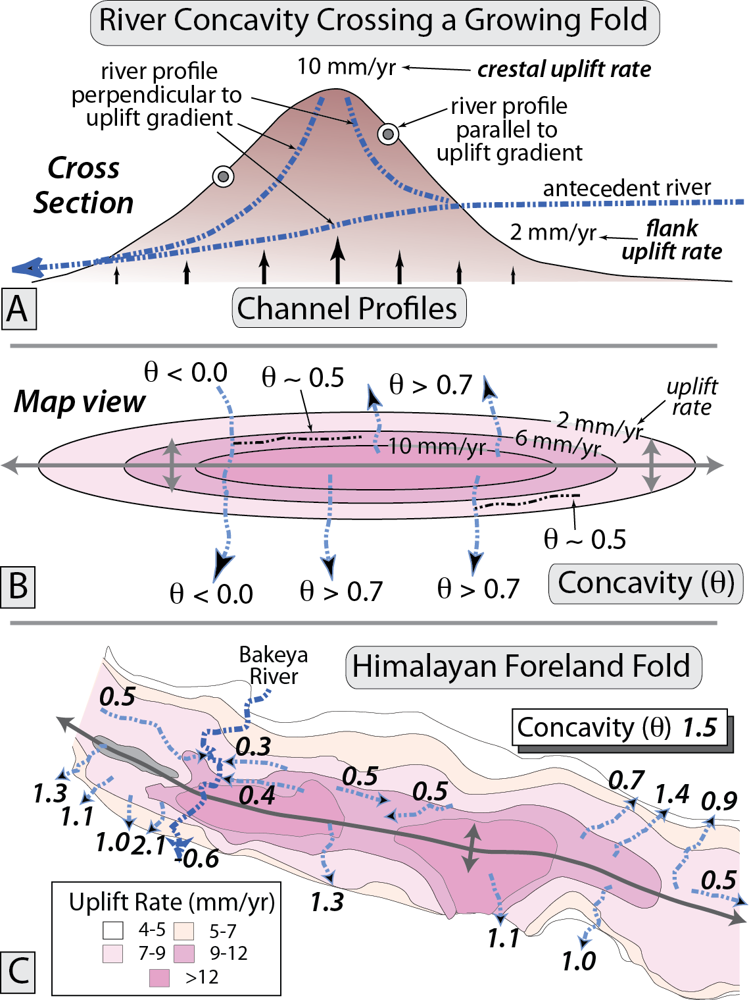 River Concavity Crossing a Growing Fold
10 mm/yr
crestal uplift rate
river profile
perpendicular to
uplift gradient
river profile
parallel to
uplift gradient
Cross
Section
antecedent river
2 mm/yr
flank
uplift rate
A
Channel Profiles
θ < 0.0
θ ~ 0.5
θ > 0.7
uplift
rate
Map view
2 mm/yr
6 mm/yr
10 mm/yr
θ ~ 0.5
B
θ < 0.0
θ > 0.7
θ > 0.7
Concavity (θ)
Bakeya
River
Himalayan Foreland Fold
0.5
Concavity (θ) 1.5
0.3
0.5
0.5
0.7
1.4
0.9
1.3
0.4
1.1
1.0
2.1
-0.6
0.5
1.3
1.1
1.0
Uplift Rate (mm/yr)
4-5
5-7
7-9
9-12
>12
C